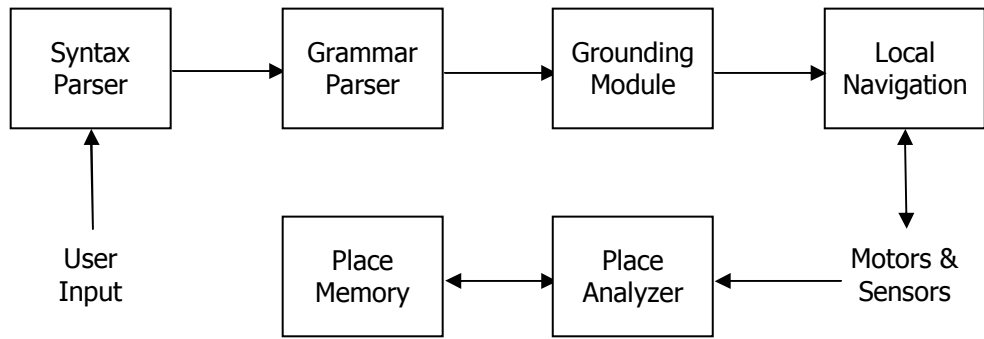 Syntax
Parser
Grammar
Parser
Grounding
Module
Local
Navigation
User
Input
Place
Memory
Place
Analyzer
Motors &
Sensors